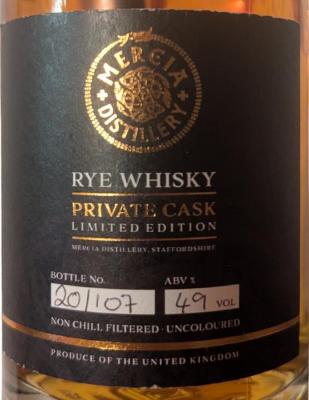 MERCIA
DISTILLERY
RYE WHISKY
PRIVATE CASK
LIMITED EDITION
MERCIA DISTILLERY, STAFFORDSHIRE
BOTTLE No. ABV %
20/107 49 VOL
NON CHILL FILTERED · UNCOLOURED
PRODUCE OF THE UNITED KINGDOM